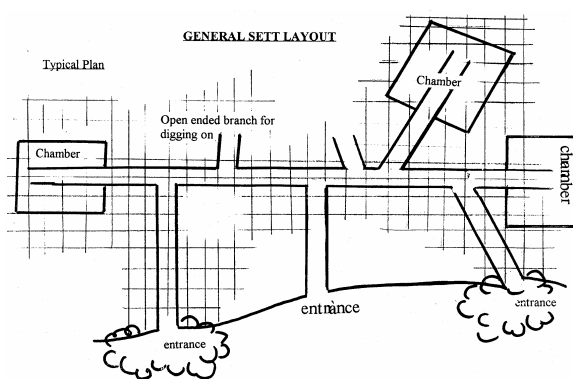 GENERAL SETT LAYOUT
Typical Plan
Chamber
Open ended branch for
digging on
Chamber
chamber
entrance
entrance
entrance